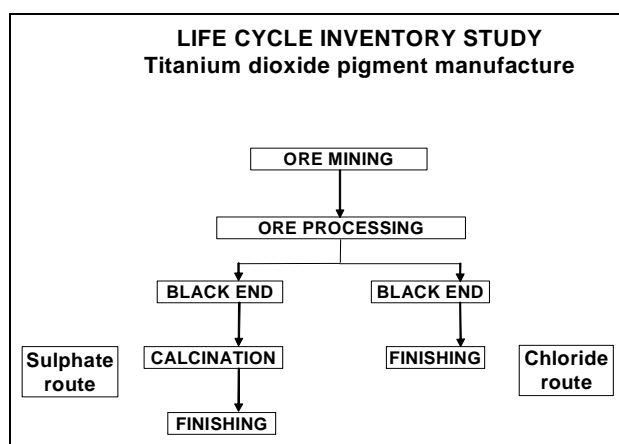 LIFE CYCLE INVENTORY STUDY
Titanium dioxide pigment manufacture
ORE MINING
ORE PROCESSING
BLACK END
BLACK END
Sulphate
route
CALCINATION
FINISHING
Chloride
route
FINISHING